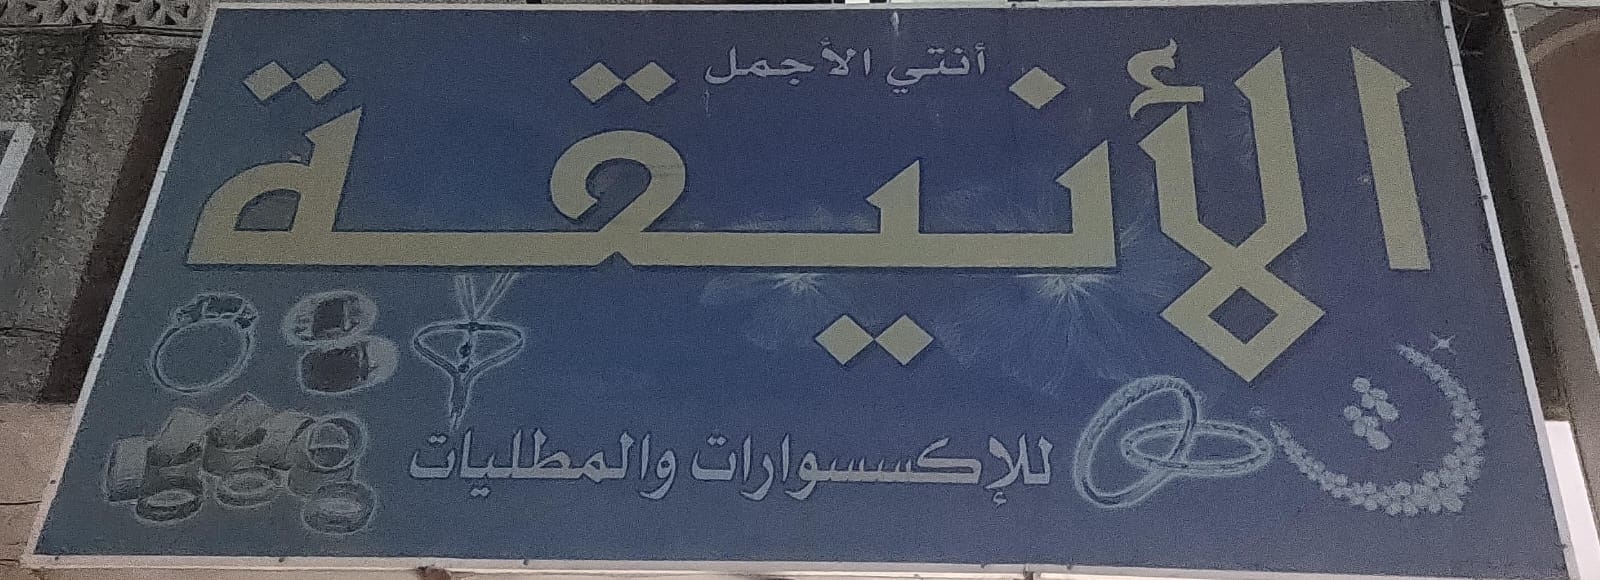 أنتي الأجمل
الأنيقة
للإكسسوارات والمطليات